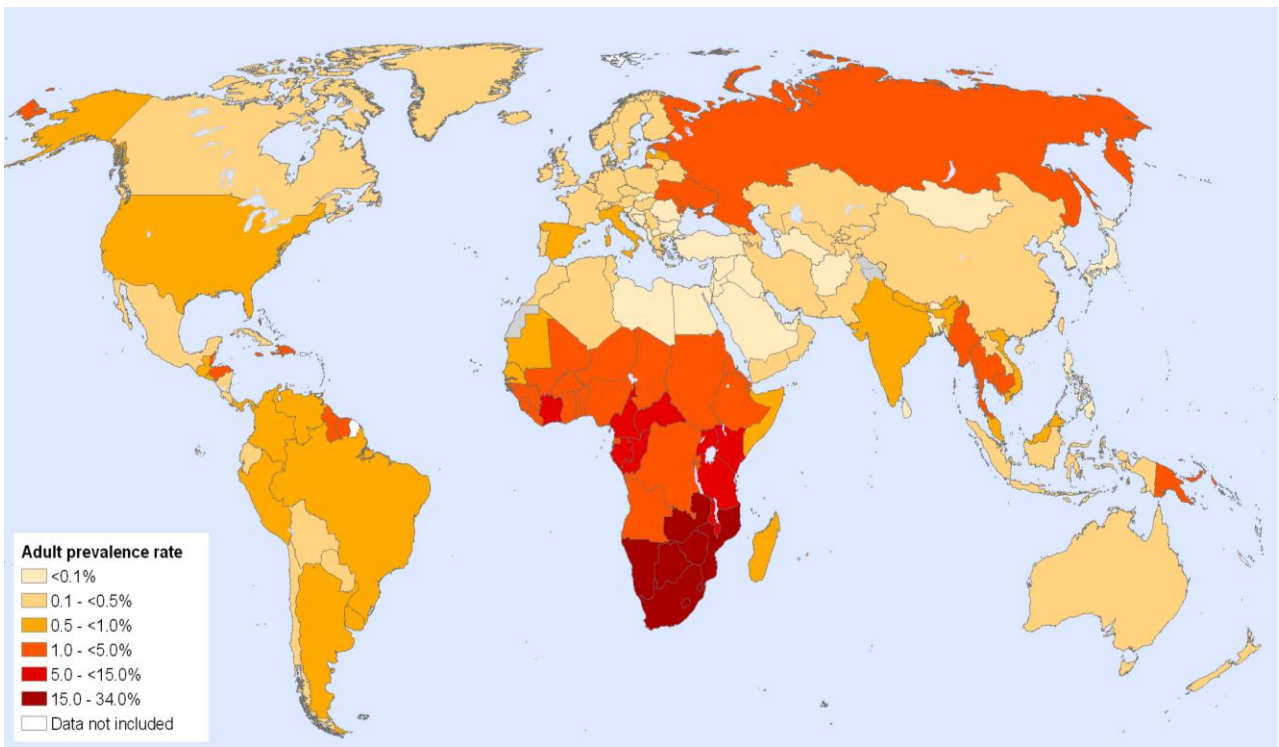 Adult prevalence rate
<0.1%
0.1 - <0.5%
0.5 - <1.0%
1.0 - <5.0%
5.0 - <15.0%
15.0 - 34.0%
Data not included